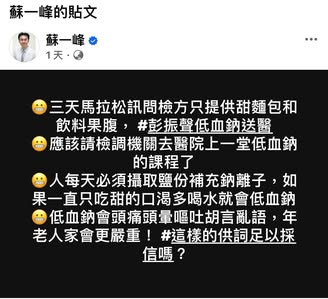 蘇一峰的貼文
蘇一峰
1天・
😬三天馬拉松訊問檢方只提供甜麵包和
飲料果腹， #彭振聲低血鈉送醫
😬應該請檢調機關去醫院上一堂低血鈉
的課程了
😬人每天必須攝取鹽份補充鈉離子，如
果一直只吃甜的口渴多喝水就會低血鈉
😬低血鈉會頭痛頭暈嘔吐胡言亂語，年
老人家會更嚴重！ #這樣的供詞足以採
信嗎？